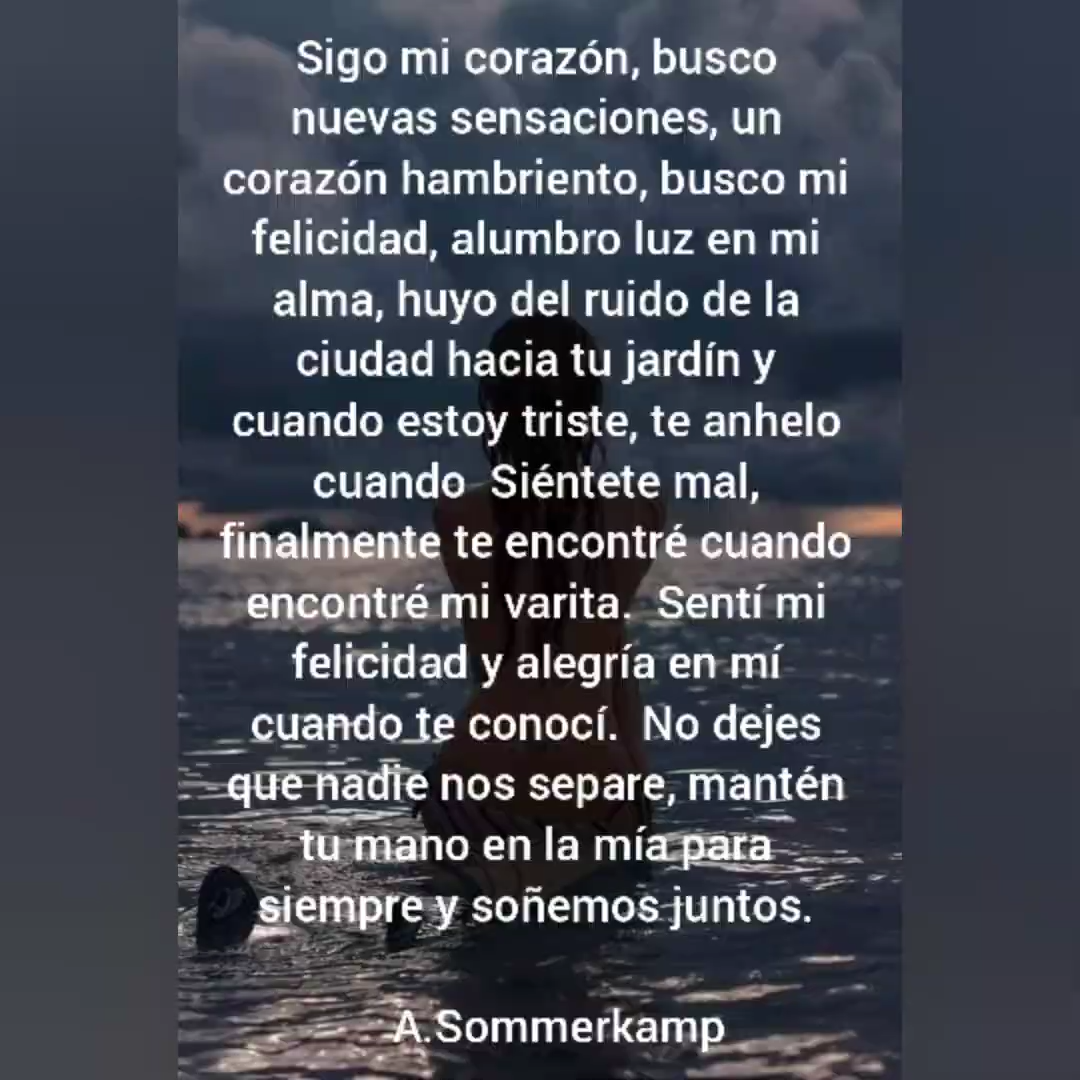 Sigo mi corazón, busco
nuevas sensaciones, un
corazón hambriento, busco mi
felicidad, alumbro luz en mi
alma, huyo del ruido de la
ciudad hacia tu jardín y
cuando estoy triste, te anhelo
cuando  Siéntete mal,
finalmente te encontré cuando
encontré mi varita.  Sentí mi
felicidad y alegría en mí
cuando te conocí.  No dejes
que nadie nos separe, mantén
tu mano en la mía para
siempre y soñemos juntos.
A.Sommerkamp